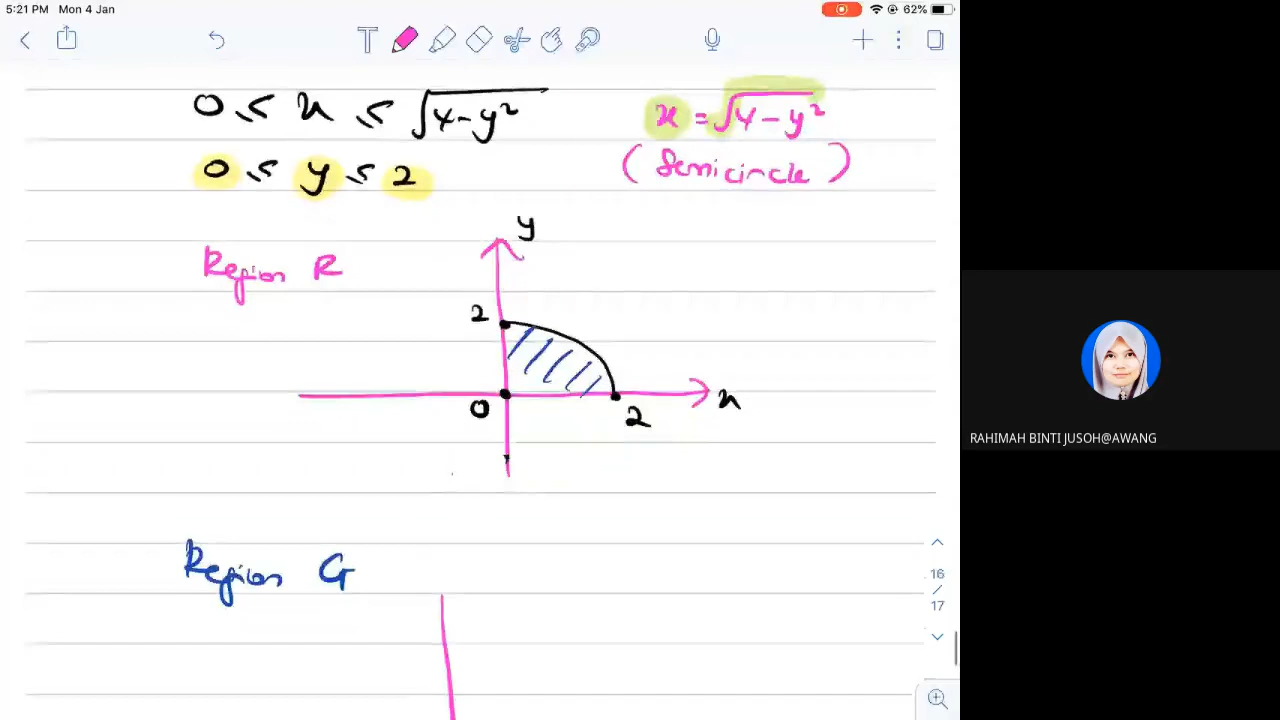 5:21 PM Mon 4 Jan
62%
0 ≤ x ≤ √4-y²
x = √4-y²
0 ≤ y ≤ 2
(Semicircle)
y
Region R
2
0
2
x
Region G
16
/
17
RAHIMAH BINTI JUSOH@AWANG